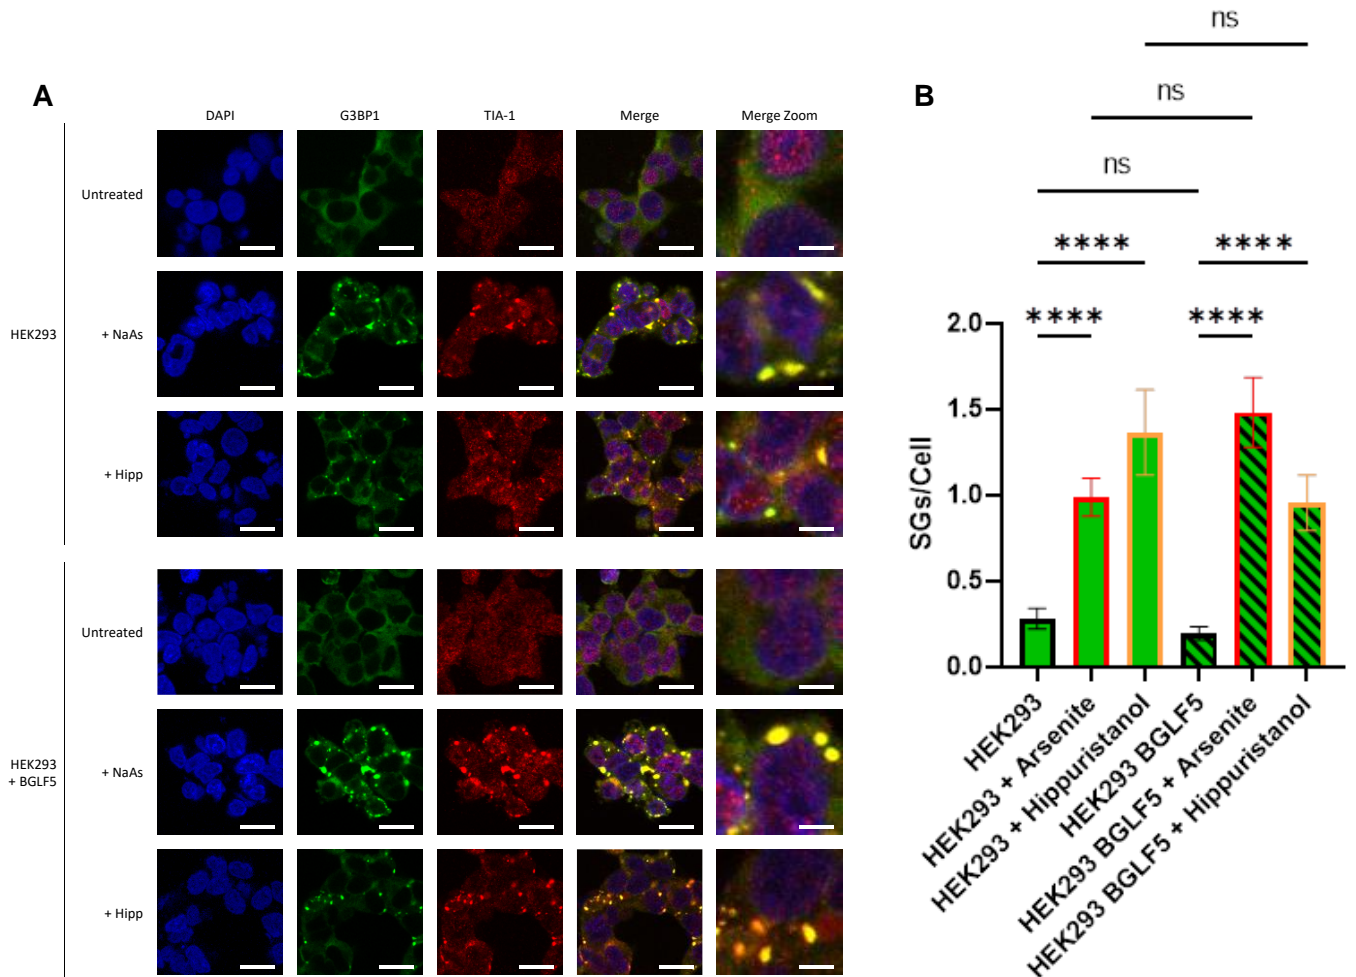 A
DAPI
G3BP1
TIA-1
Merge
Merge Zoom
HEK293
Untreated
+ NaAs
+ Hipp
HEK293
+ BGLF5
Untreated
+ NaAs
+ Hipp
B
ns
ns
ns
**** ****
**** ****
SGs/Cell
2.0
1.5
1.0
0.5
0.0
HEK293
HEK293 + Arsenite
HEK293 + Hippuristanol
HEK293 BGLF5
HEK293 BGLF5 + Arsenite
HEK293 BGLF5 + Hippuristanol